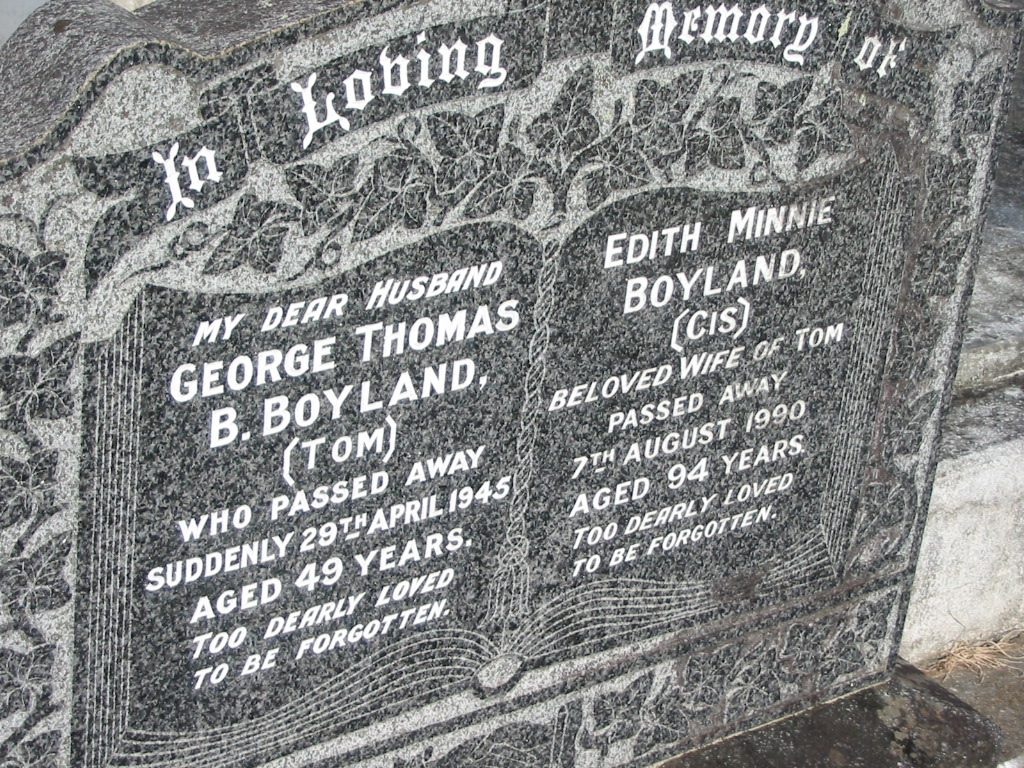 In Loving Memory of
MY DEAR HUSBAND
GEORGE THOMAS
B. BOYLAND,
(TOM)
WHO PASSED AWAY
SUDDENLY 29TH APRIL 1945
AGED 49 YEARS.
TOO DEARLY LOVED
TO BE FORGOTTEN.
EDITH MINNIE
BOYLAND,
(CIS)
BELOVED WIFE OF TOM
PASSED AWAY
7TH AUGUST 1990
AGED 94 YEARS
TOO DEARLY LOVED
TO BE FORGOTTEN.